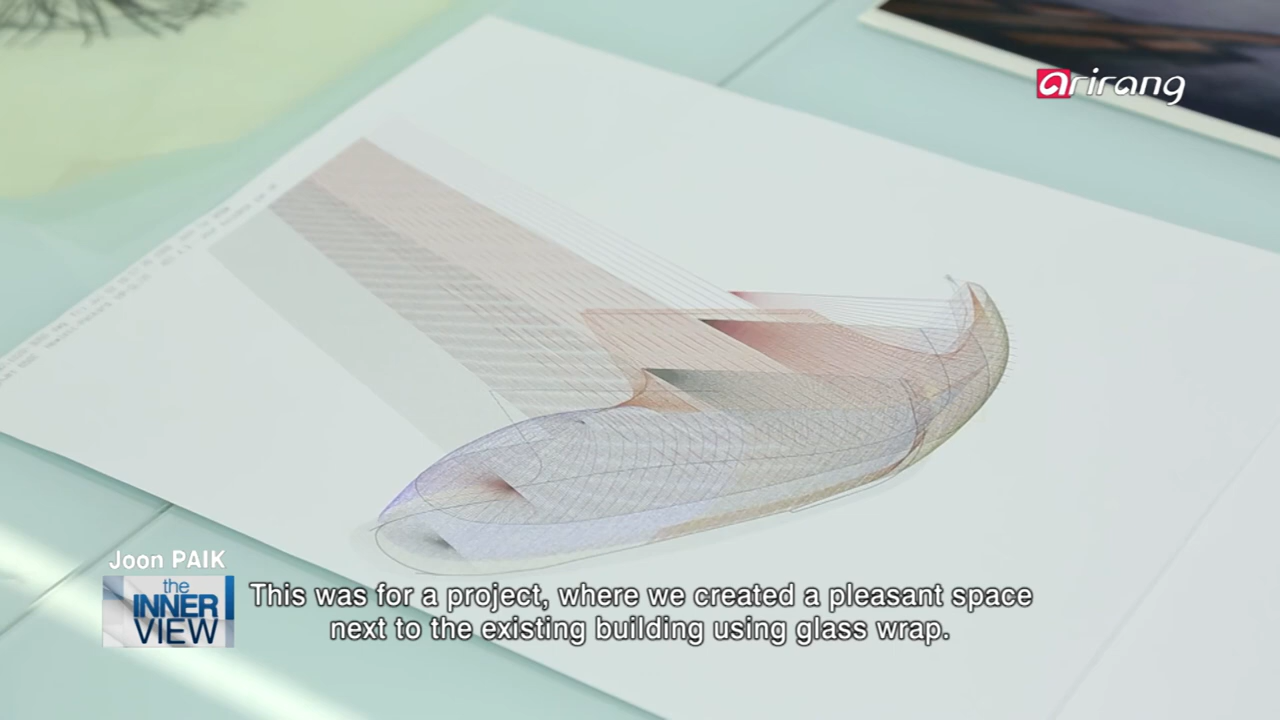 arirang
Joon PAIK
the
INNER
VIEW
This was for a project, where we created a pleasant space
next to the existing building using glass wrap.